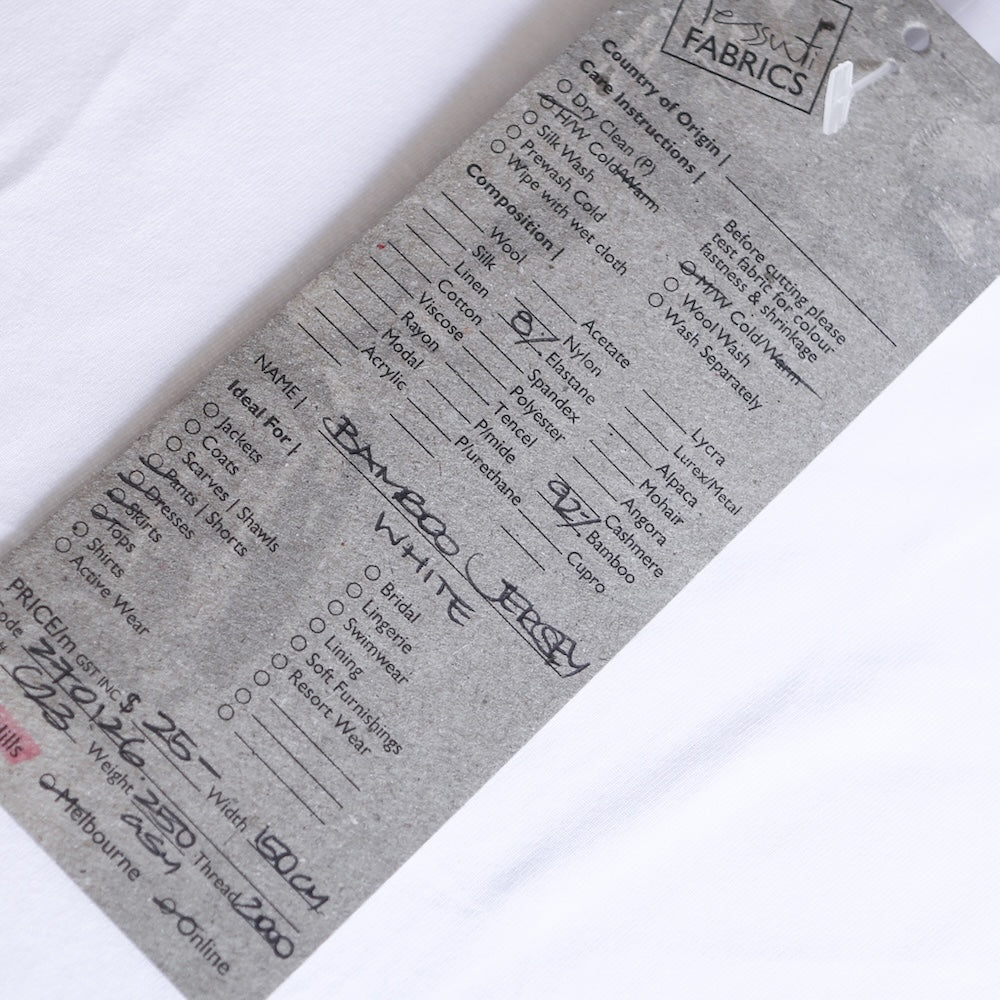 Tessuti
FABRICS
Country of Origin |
Care Instructions |
Dry Clean (P)
H/W Cold/Warm
Silk Wash
Prewash Cold
Wipe with wet cloth
Before cutting please
test fabric for colour
fastness & shrinkage
M/W Cold/Warm
Wool Wash
Wash Separately
Composition |
Wool
Silk
Linen
Cotton
Viscose
Rayon
Modal
Acrylic
Acetate
Nylon
8% Elastane
Spandex
Polyester
Tencel
P/mide
P/urethane
Lycra
Lurex/Metal
Alpaca
Mohair
Angora
Cashmere
92% Bamboo
Cupro
NAME | BAMBOO JERSEY
WHITE
Ideal For |
Jackets
Coats
Scarves | Shawls
Pants | Shorts
Dresses
Skirts
Tops
Shirts
Active Wear
Bridal
Lingerie
Swimwear
Lining
Soft Furnishings
Resort Wear
PRICE/m GST INC $ 25- Width 150CM
Code 270126. Weight 250 Thread 2000
023 GSM
Hills
Melbourne
Online